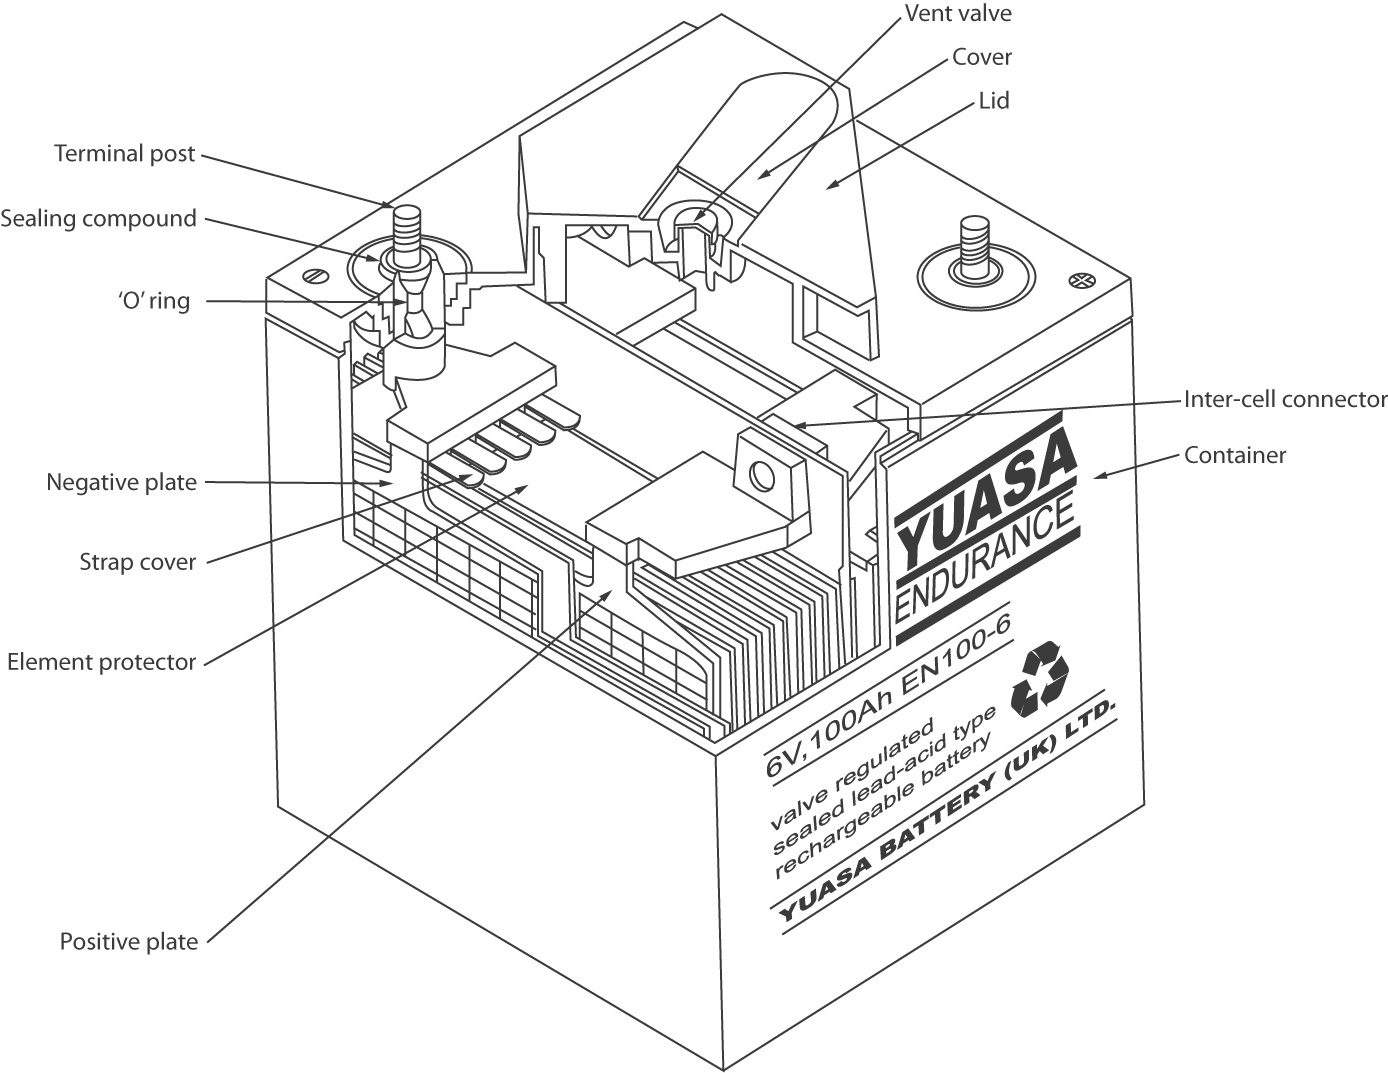 Vent valve
Cover
Lid
Terminal post
Sealing compound
‘O’ ring
Negative plate
Strap cover
Element protector
Positive plate
Inter-cell connector
Container
YUASA
ENDURANCE
6V,100Ah EN100-6
valve regulated
sealed lead-acid type
rechargeable battery
YUASA BATTERY (UK) LTD.